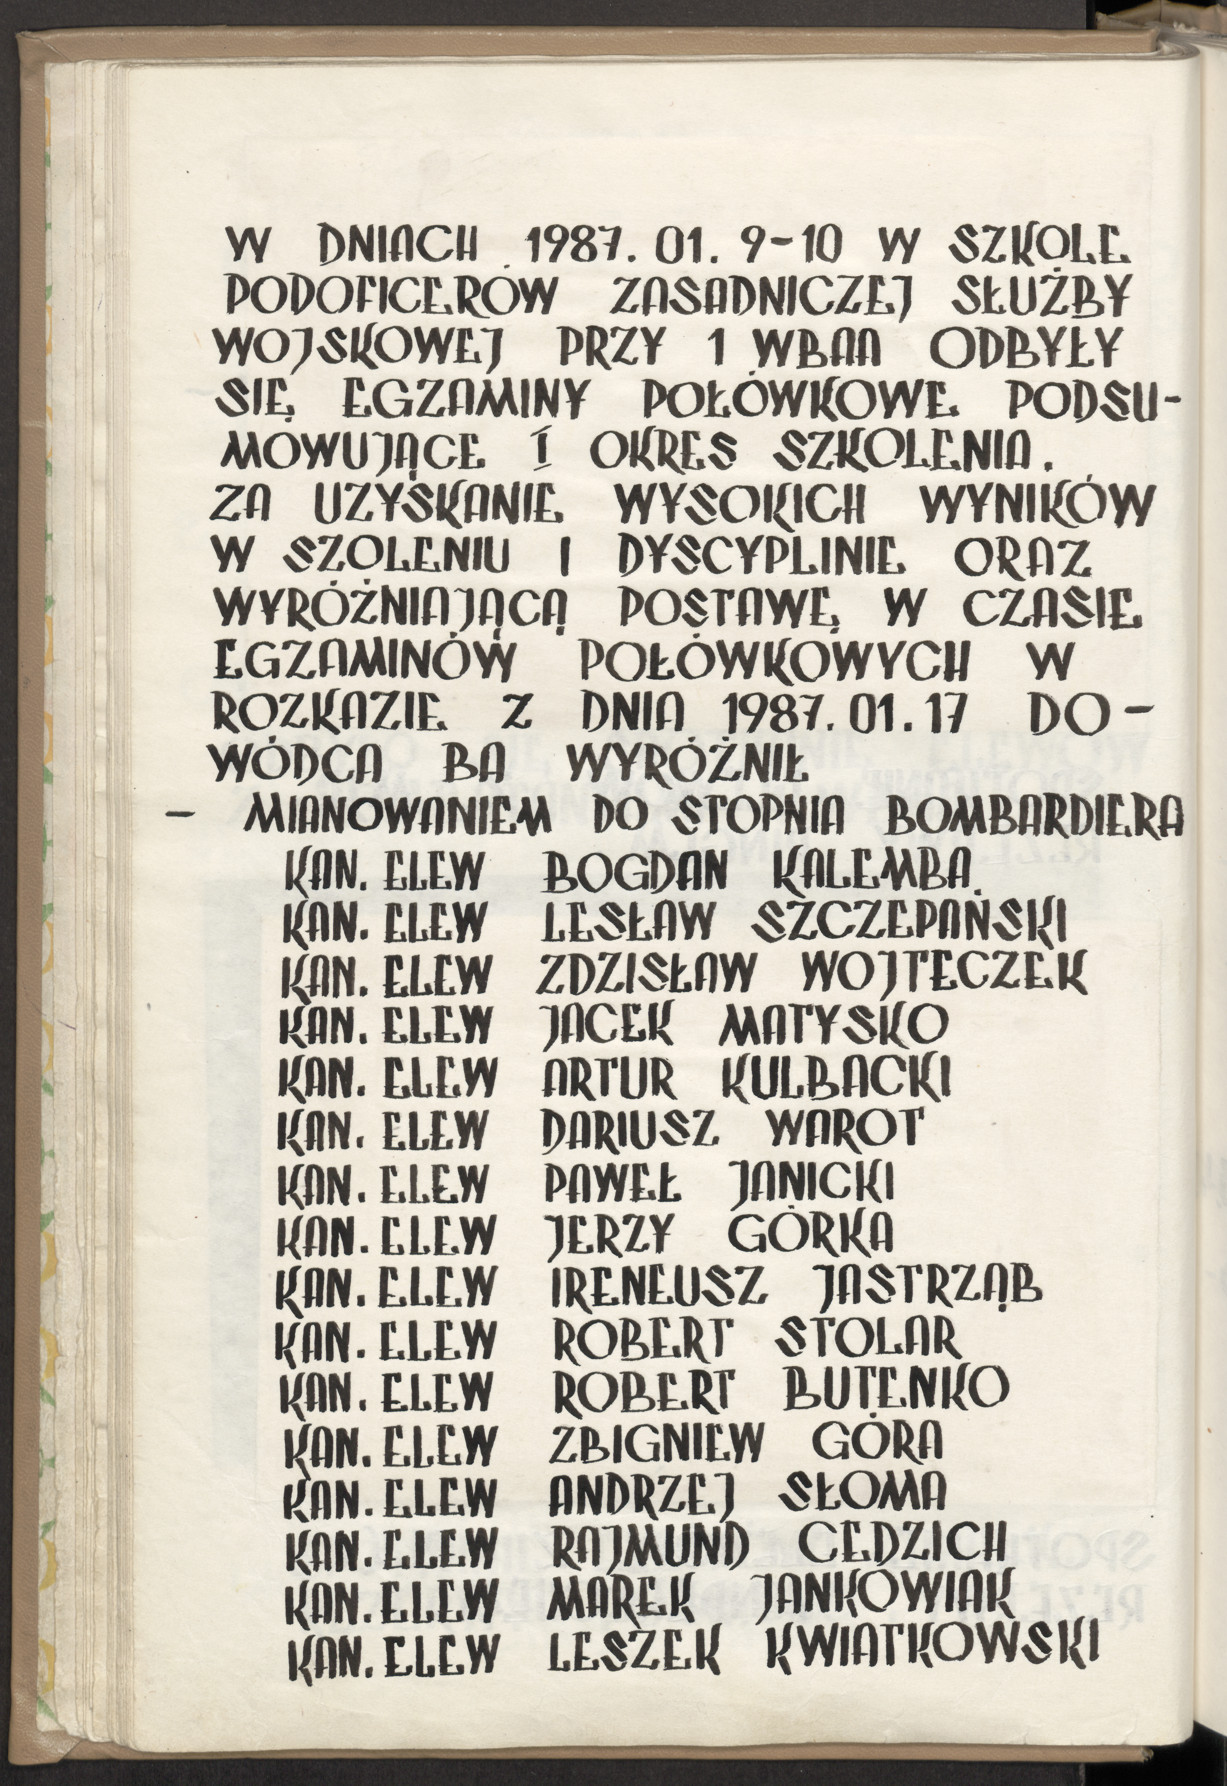 W DNIACH 1987.01.9-10 W SZKOLE
PODOFICERÓW ZASADNICZEJ SŁUŻBY
WOJSKOWEJ PRZY 1 WBAA ODBYŁY
SIĘ EGZAMINY POŁÓWKOWE PODSU-
MOWUJĄCE I OKRES SZKOLENIA.
ZA UZYSKANIE WYSOKICH WYNIKÓW
W SZOLENIU I DYSCYPLINIE ORAZ
WYRÓŻNIAJĄCĄ POSTAWĘ W CZASIE
EGZAMINÓW POŁÓWKOWYCH W
ROZKAZIE Z DNIA 1987.01.17 DO-
WÓDCA BA WYRÓŻNIŁ
- MIANOWANIEM DO STOPNIA BOMBARDIERA
KAN. ELEW BOGDAN KALEMBA
KAN. ELEW LESŁAW SZCZEPAŃSKI
KAN. ELEW ZDZISŁAW WOJTECZEK
KAN. ELEW JACEK MATYSKO
KAN. ELEW ARTUR KULBACKI
KAN. ELEW DARIUSZ WAROT
KAN. ELEW PAWEŁ JANICKI
KAN. ELEW JERZY GÓRKA
KAN. ELEW IRENEUSZ JASTRZĄB
KAN. ELEW ROBERT STOLAR
KAN. ELEW ROBERT BUTENKO
KAN. ELEW ZBIGNIEW GÓRA
KAN. ELEW ANDRZEJ SŁOMA
KAN. ELEW RAJMUND CEDZICH
KAN. ELEW MAREK JANKOWIAK
KAN. ELEW LESZEK KWIATKOWSKI